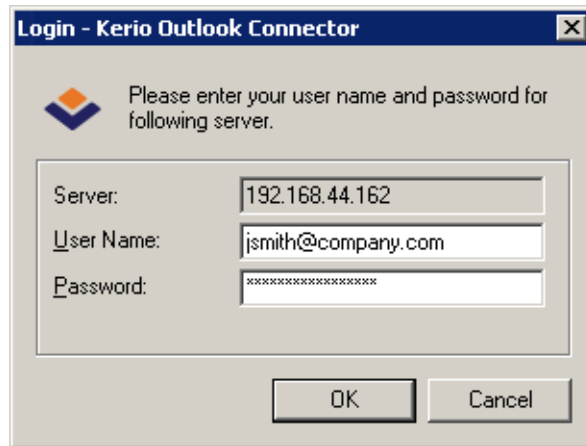 Login - Kerio Outlook Connector
Please enter your user name and password for
following server.
Server: 192.168.44.162
User Name: jsmith@company.com
Password: *****************
OK Cancel